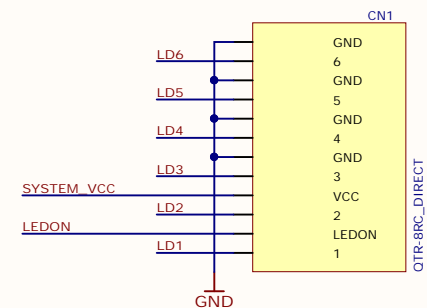 CN1
GND
LD6 6
GND
LD5 5
GND
LD4 4
GND
LD3 3
SYSTEM_VCC VCC
LD2 2
LEDON LEDON
LD1 1
QTR-8RC_DIRECT
GND